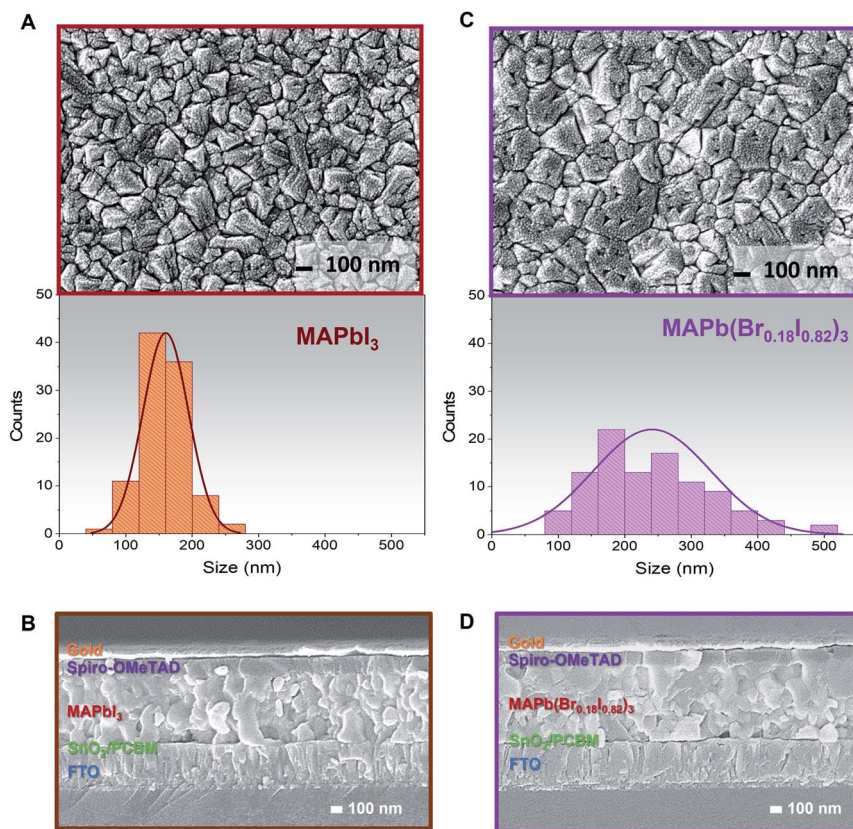 A
100 nm
50
40
30
20
10
0
Counts
MAPbI₃
0 100 200 300 400 500
Size (nm)
C
100 nm
50
40
30
20
10
0
Counts
MAPb(Br₀.₁₈I₀.₈₂)₃
0 100 200 300 400 500
Size (nm)
B
Gold
Spiro-OMeTAD
MAPbI₃
SnO₂/PCBM
FTO
100 nm
D
Gold
Spiro-OMeTAD
MAPb(Br₀.₁₈I₀.₈₂)₃
SnO₂/PCBM
FTO
100 nm